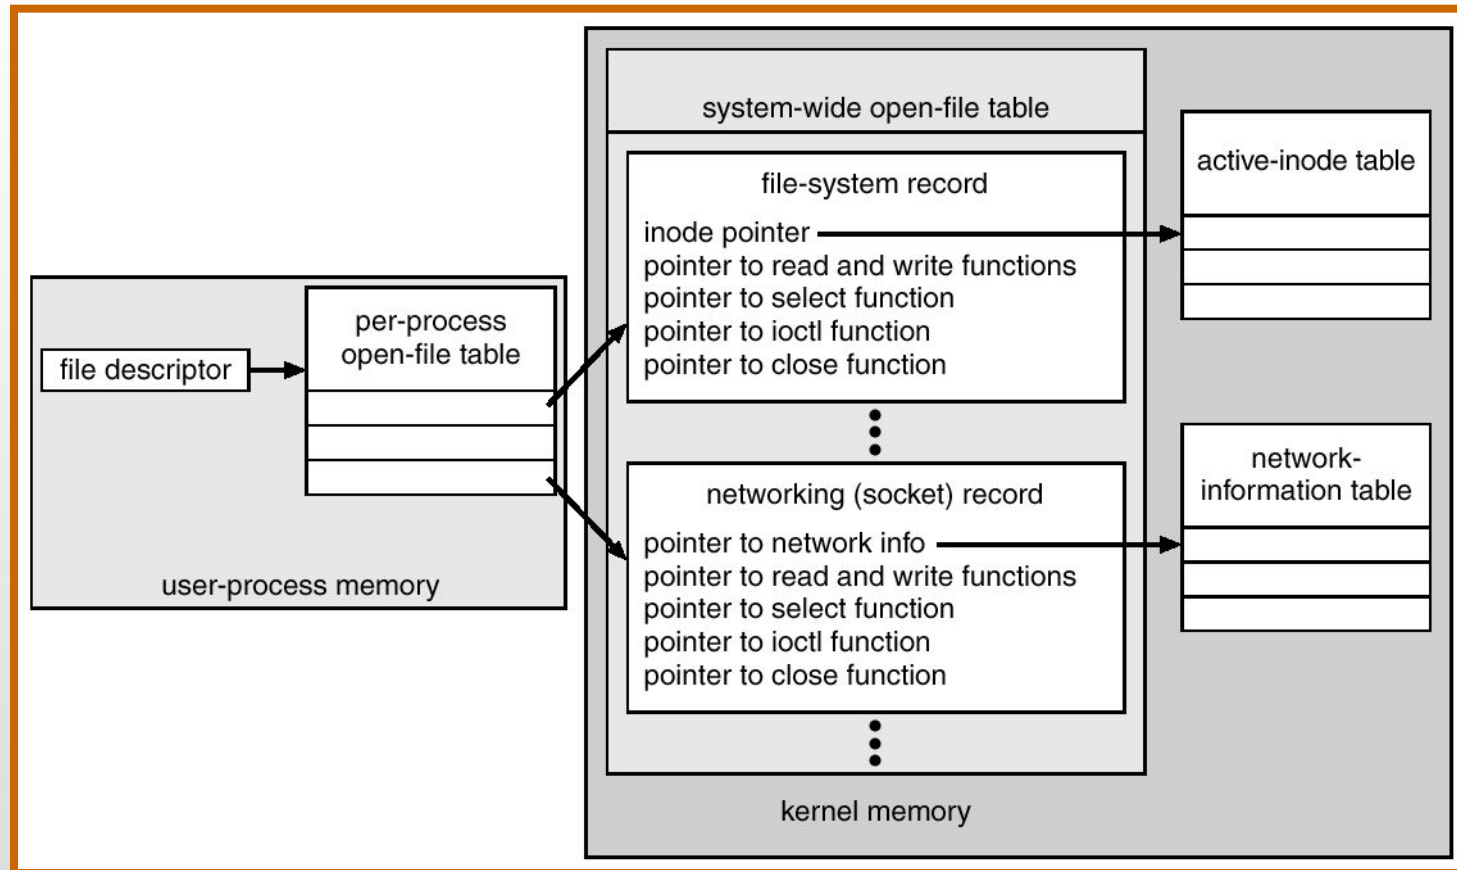 file descriptor
per-process
open-file table
user-process memory
system-wide open-file table
file-system record
inode pointer
pointer to read and write functions
pointer to select function
pointer to ioctl function
pointer to close function
networking (socket) record
pointer to network info
pointer to read and write functions
pointer to select function
pointer to ioctl function
pointer to close function
active-inode table
network-
information table
kernel memory